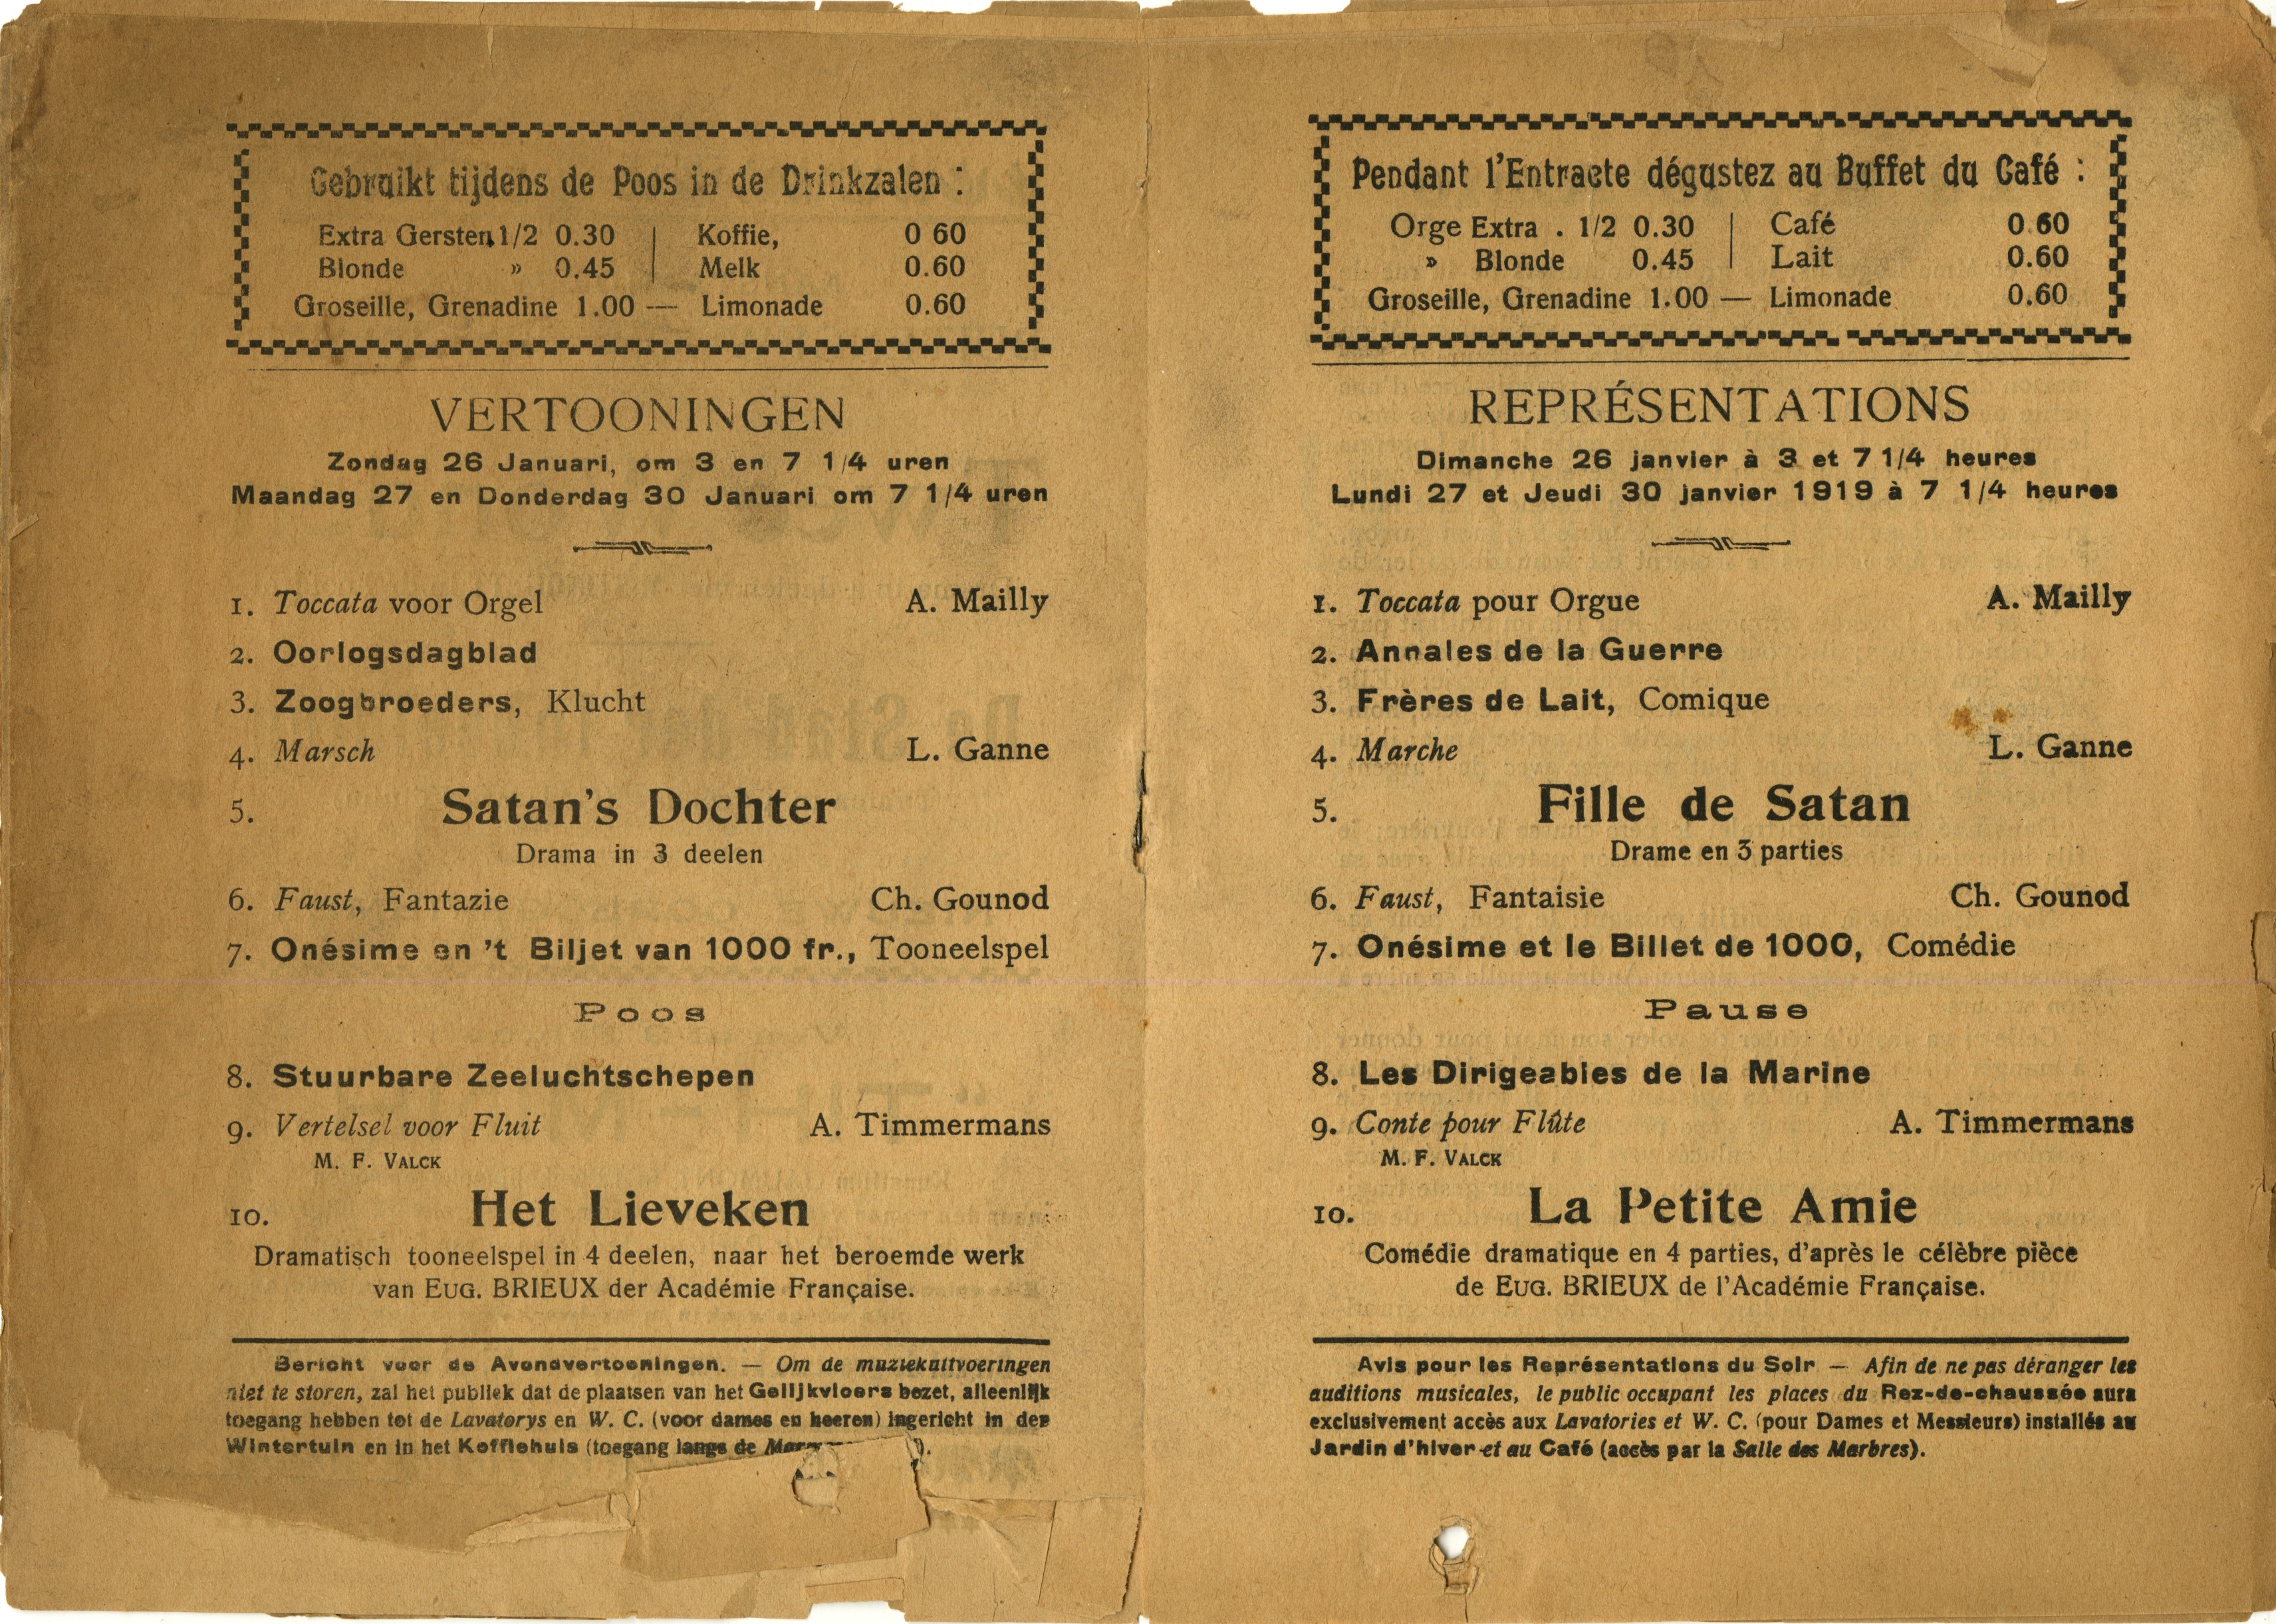 Gebruikt tijdens de Poos in de Drinkzalen :
Extra Gersten 1/2 0.30 | Koffie, 0 60
Blonde » 0.45 | Melk 0.60
Groseille, Grenadine 1.00 — Limonade 0.60
VERTOONINGEN
Zondag 26 Januari, om 3 en 7 1/4 uren
Maandag 27 en Donderdag 30 Januari om 7 1/4 uren
1. Toccata voor Orgel A. Mailly
2. Oorlogsdagblad
3. Zoogbroeders, Klucht
4. Marsch L. Ganne
5. Satan's Dochter
Drama in 3 deelen
6. Faust, Fantazie Ch. Gounod
7. Onésime en 't Biljet van 1000 fr., Tooneelspel
Poos
8. Stuurbare Zeeluchtschepen
9. Vertelsel voor Fluit A. Timmermans
M. F. VALCK
10. Het Lieveken
Dramatisch tooneelspel in 4 deelen, naar het beroemde werk
van EUG. BRIEUX der Académie Française.
Bericht voor de Avondvertooningen. — Om de muziekuitvoeringen
niet te storen, zal het publiek dat de plaatsen van het Gelijkvloers bezet, alleenlijk
toegang hebben tot de Lavatorys en W. C. (voor dames en heeren) ingericht in den
Wintertuin en in het Koffiehuis (toegang langs de ).
Pendant l'Entracte dégustez au Buffet du Café :
Orge Extra . 1/2 0.30 | Café 0.60
» Blonde 0.45 | Lait 0.60
Groseille, Grenadine 1.00 — Limonade 0.60
REPRÉSENTATIONS
Dimanche 26 janvier à 3 et 7 1/4 heures
Lundi 27 et Jeudi 30 janvier 1919 à 7 1/4 heures
1. Toccata pour Orgue A. Mailly
2. Annales de la Guerre
3. Frères de Lait, Comique
4. Marche L. Ganne
5. Fille de Satan
Drame en 3 parties
6. Faust, Fantaisie Ch. Gounod
7. Onésime et le Billet de 1000, Comédie
Pause
8. Les Dirigeables de la Marine
9. Conte pour Flûte A. Timmermans
M. F. VALCK
10. La Petite Amie
Comédie dramatique en 4 parties, d'après le célèbre pièce
de EUG. BRIEUX de l'Académie Française.
Avis pour les Représentations du Soir — Afin de ne pas déranger les
auditions musicales, le public occupant les places du Rez-de-chaussée aura
exclusivement accès aux Lavatories et W. C. (pour Dames et Messieurs) installés au
Jardin d'hiver et au Café (accès par la Salle des Marbres).